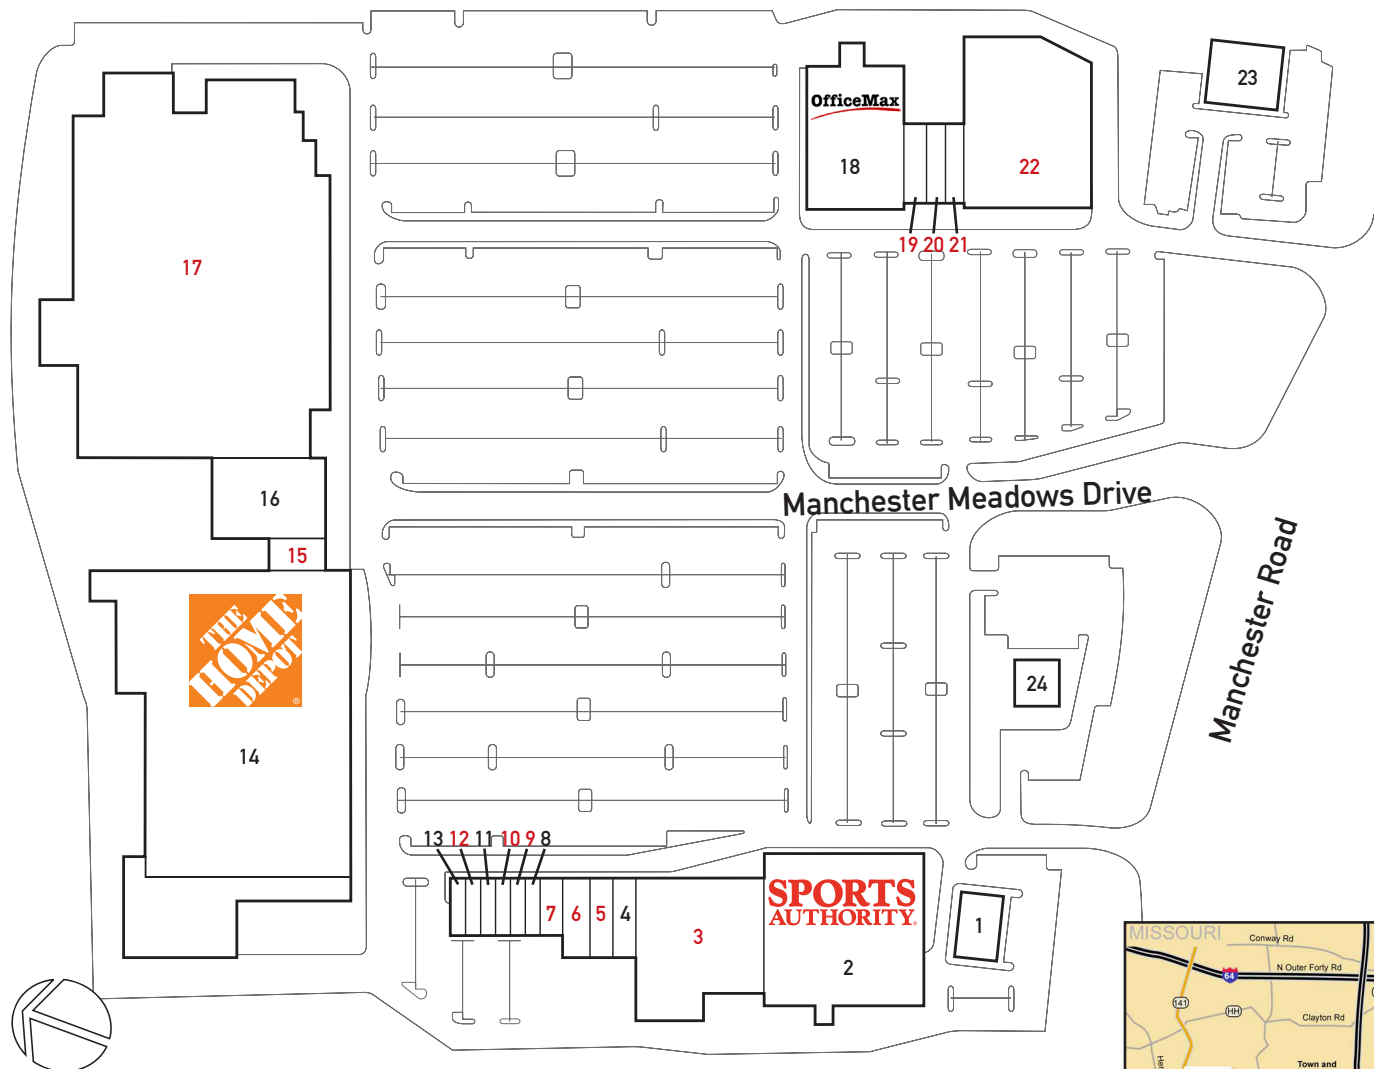 OfficeMax
23
18
22
19 20 21
17
16
Manchester Meadows Drive
15
Manchester Road
THE
HOME
DEPOT
®
24
14
13 12 11 10 9 8
7 6 5 4
3
SPORTS
AUTHORITY®
2
1
MISSOURI
Conway Rd
N Outer Forty Rd
64
141
HH
Clayton Rd
Town and